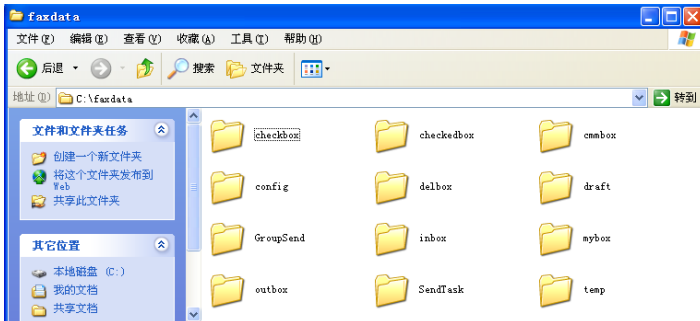 faxdata
文件(F) 编辑(E) 查看(V) 收藏(A) 工具(T) 帮助(H)
后退 搜索 文件夹
地址(D) C:\faxdata 转到
文件和文件夹任务
创建一个新文件夹
将这个文件夹发布到
Web
共享此文件夹
其它位置
本地磁盘 (C:)
我的文档
共享文档
checkbox checkedbox cmmbox
config delbox draft
GroupSend inbox mybox
outbox SendTask temp